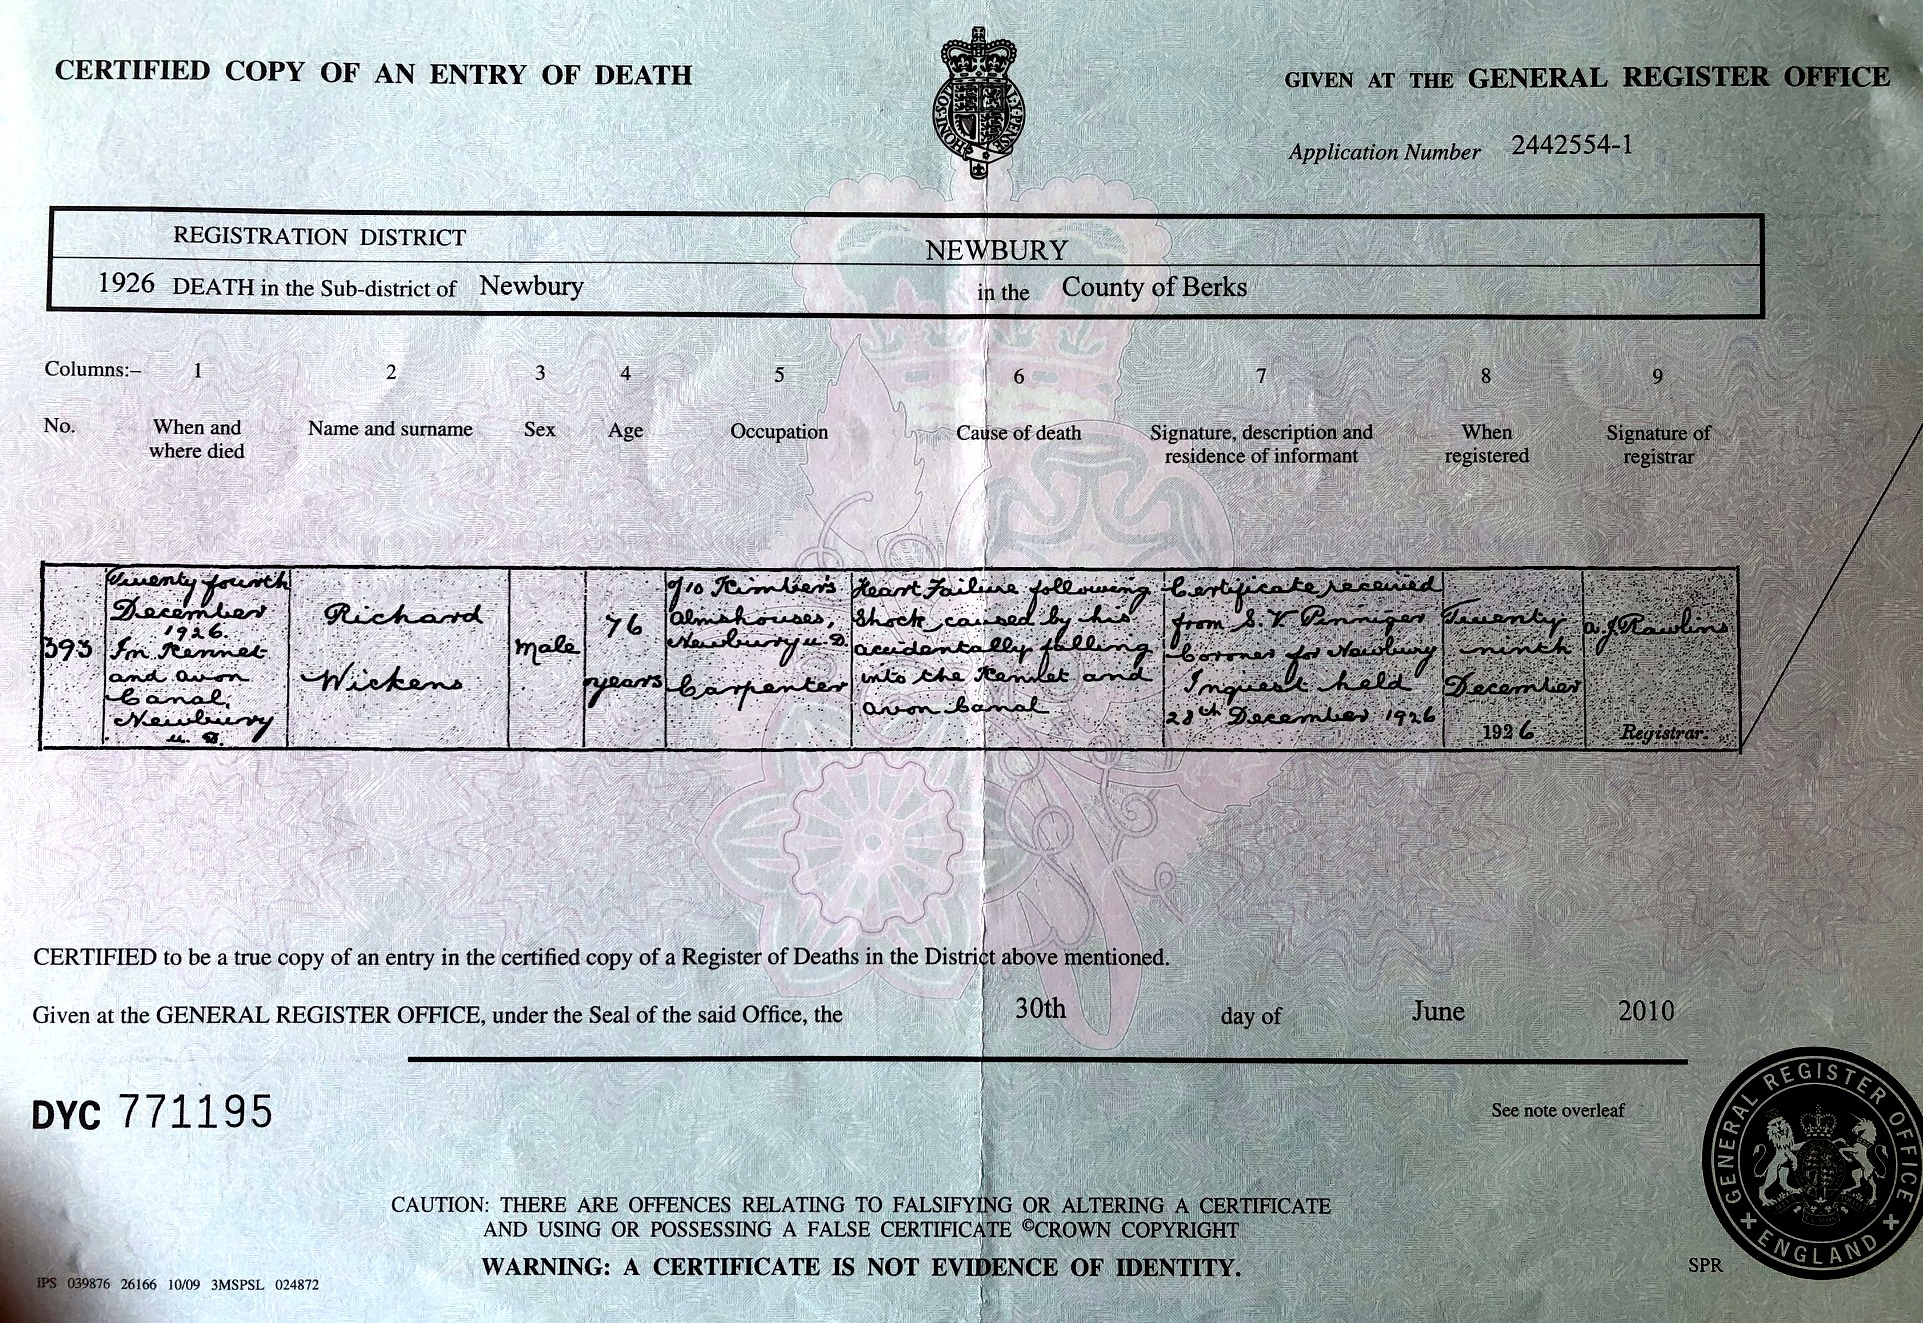 CERTIFIED COPY OF AN ENTRY OF DEATH
GIVEN AT THE GENERAL REGISTER OFFICE
HONI SOIT QUI MAL Y PENSE
Application Number 2442554-1
REGISTRATION DISTRICT NEWBURY
1926 DEATH in the Sub-district of Newbury in the County of Berks
Columns:– 1 2 3 4 5 6 7 8 9
No. When and where died Name and surname Sex Age Occupation Cause of death Signature, description and residence of informant When registered Signature of registrar
393
Twenty fourth
December
1926.
In Kennet
and avon
Canal,
Newbury
u. D.
Richard
Wickens
male
76
years
of 10 Kimber's
almshouses,
Newbury u. D.
Carpenter
Heart Failure following
Shock caused by his
accidentally falling
into the Kennet and
avon Canal
Certificate received
from S. V. Pinniger
Coroner for Newbury
Inquest held
28th December 1926
Twenty
ninth
December
1926
a. J. Rawlins
Registrar.
CERTIFIED to be a true copy of an entry in the certified copy of a Register of Deaths in the District above mentioned.
Given at the GENERAL REGISTER OFFICE, under the Seal of the said Office, the 30th day of June 2010
DYC 771195
See note overleaf
CAUTION: THERE ARE OFFENCES RELATING TO FALSIFYING OR ALTERING A CERTIFICATE
AND USING OR POSSESSING A FALSE CERTIFICATE ©CROWN COPYRIGHT
WARNING: A CERTIFICATE IS NOT EVIDENCE OF IDENTITY.
IPS 039876 26166 10/09 3MSPSL 024872
SPR
GENERAL REGISTER OFFICE
ENGLAND